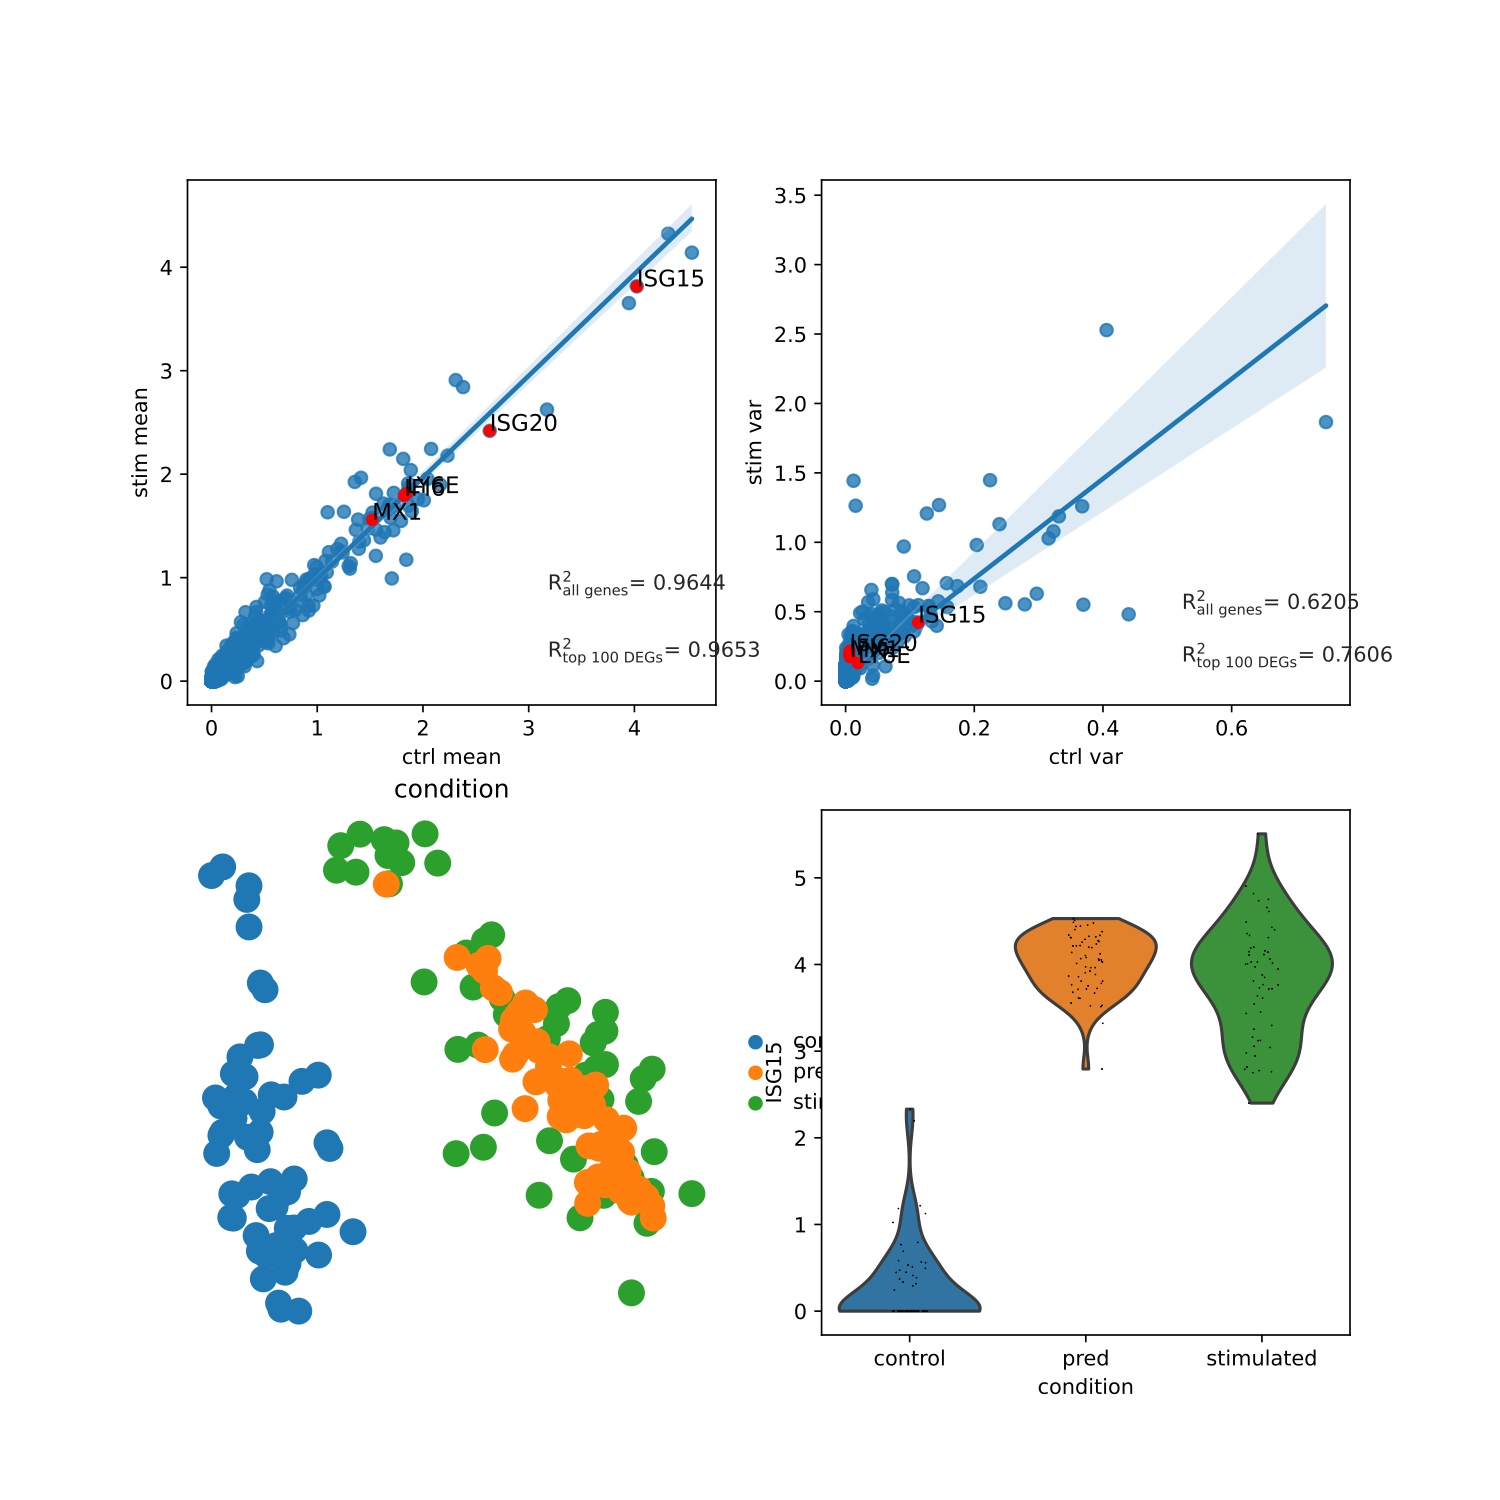 4
3
2
1
0
stim mean
ISG15
ISG20
LY6E
MX1
R²all genes= 0.9644
R²top 100 DEGs= 0.9653
0 1 2 3 4
ctrl mean
3.5
3.0
2.5
2.0
1.5
1.0
0.5
0.0
stim var
ISG15
ISG20
LY6E
R²all genes= 0.6205
R²top 100 DEGs= 0.7606
0.0 0.2 0.4 0.6
ctrl var
condition
5
4
3
2
1
0
ISG15
control pred stimulated
condition